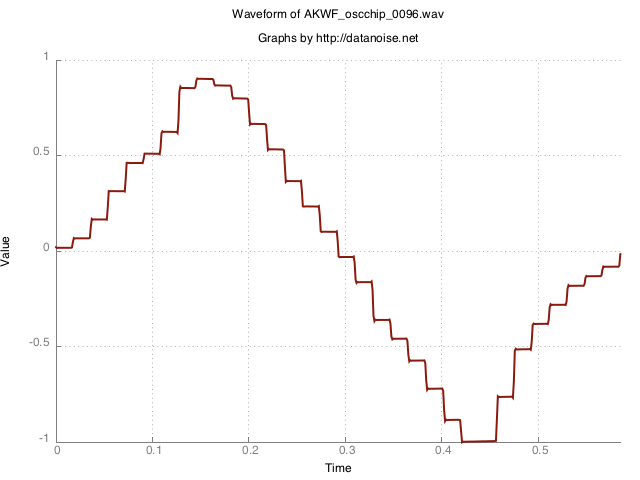 Waveform of AKWF_oscchip_0096.wav
Graphs by http://datanoise.net
1
0.5
0
-0.5
-1
Value
0 0.1 0.2 0.3 0.4 0.5
Time